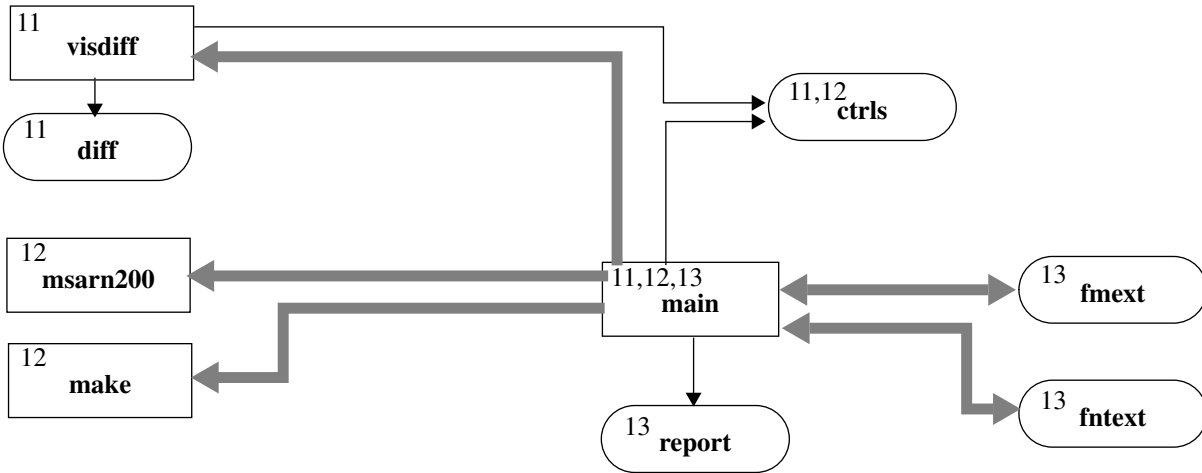 11
visdiff
11,12
ctrls
11
diff
12
msarn200
11,12,13
main
13
fmext
12
make
13
fntext
13
report